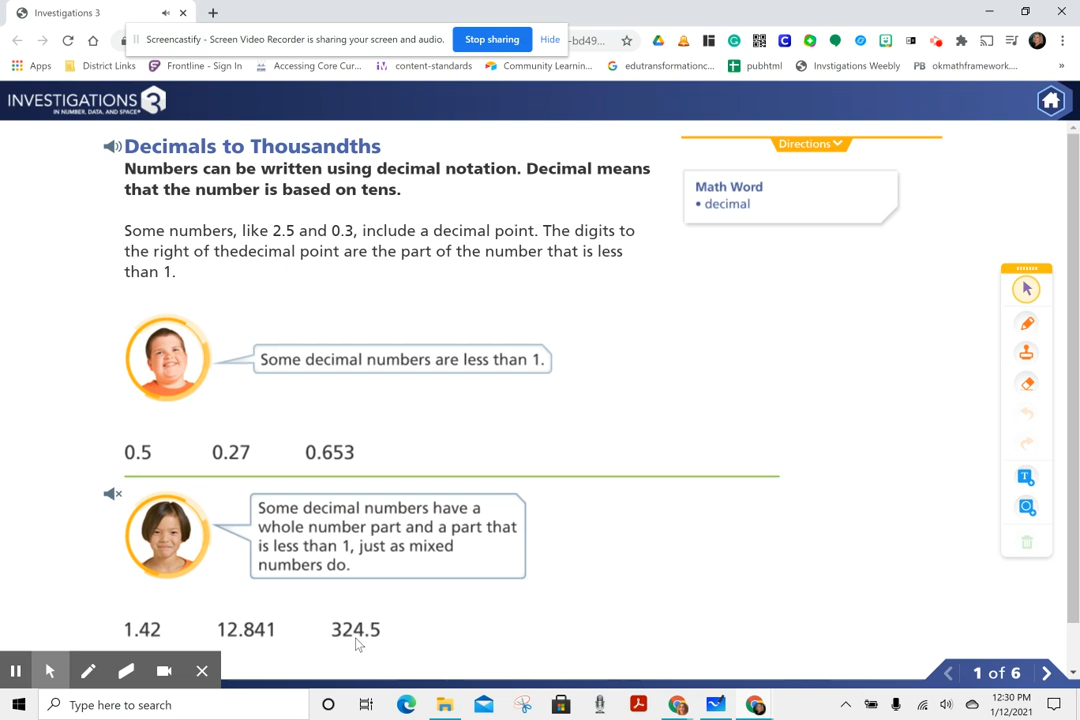 Investigations 3
Screencastify - Screen Video Recorder is sharing your screen and audio.
Stop sharing
Hide
-bd49...
Apps
District Links
Frontline - Sign In
Accessing Core Cur...
content-standards
Community Learnin...
edutransformationc...
pubhtml
Invstigations Weebly
PB okmathframework....
»
INVESTIGATIONS 3
IN NUMBER, DATA, AND SPACE®
Decimals to Thousandths
Numbers can be written using decimal notation. Decimal means
that the number is based on tens.
Some numbers, like 2.5 and 0.3, include a decimal point. The digits to
the right of thedecimal point are the part of the number that is less
than 1.
Directions
Math Word
• decimal
Some decimal numbers are less than 1.
0.5 0.27 0.653
Some decimal numbers have a
whole number part and a part that
is less than 1, just as mixed
numbers do.
1.42 12.841 324.5
1 of 6
Type here to search
12:30 PM
1/12/2021